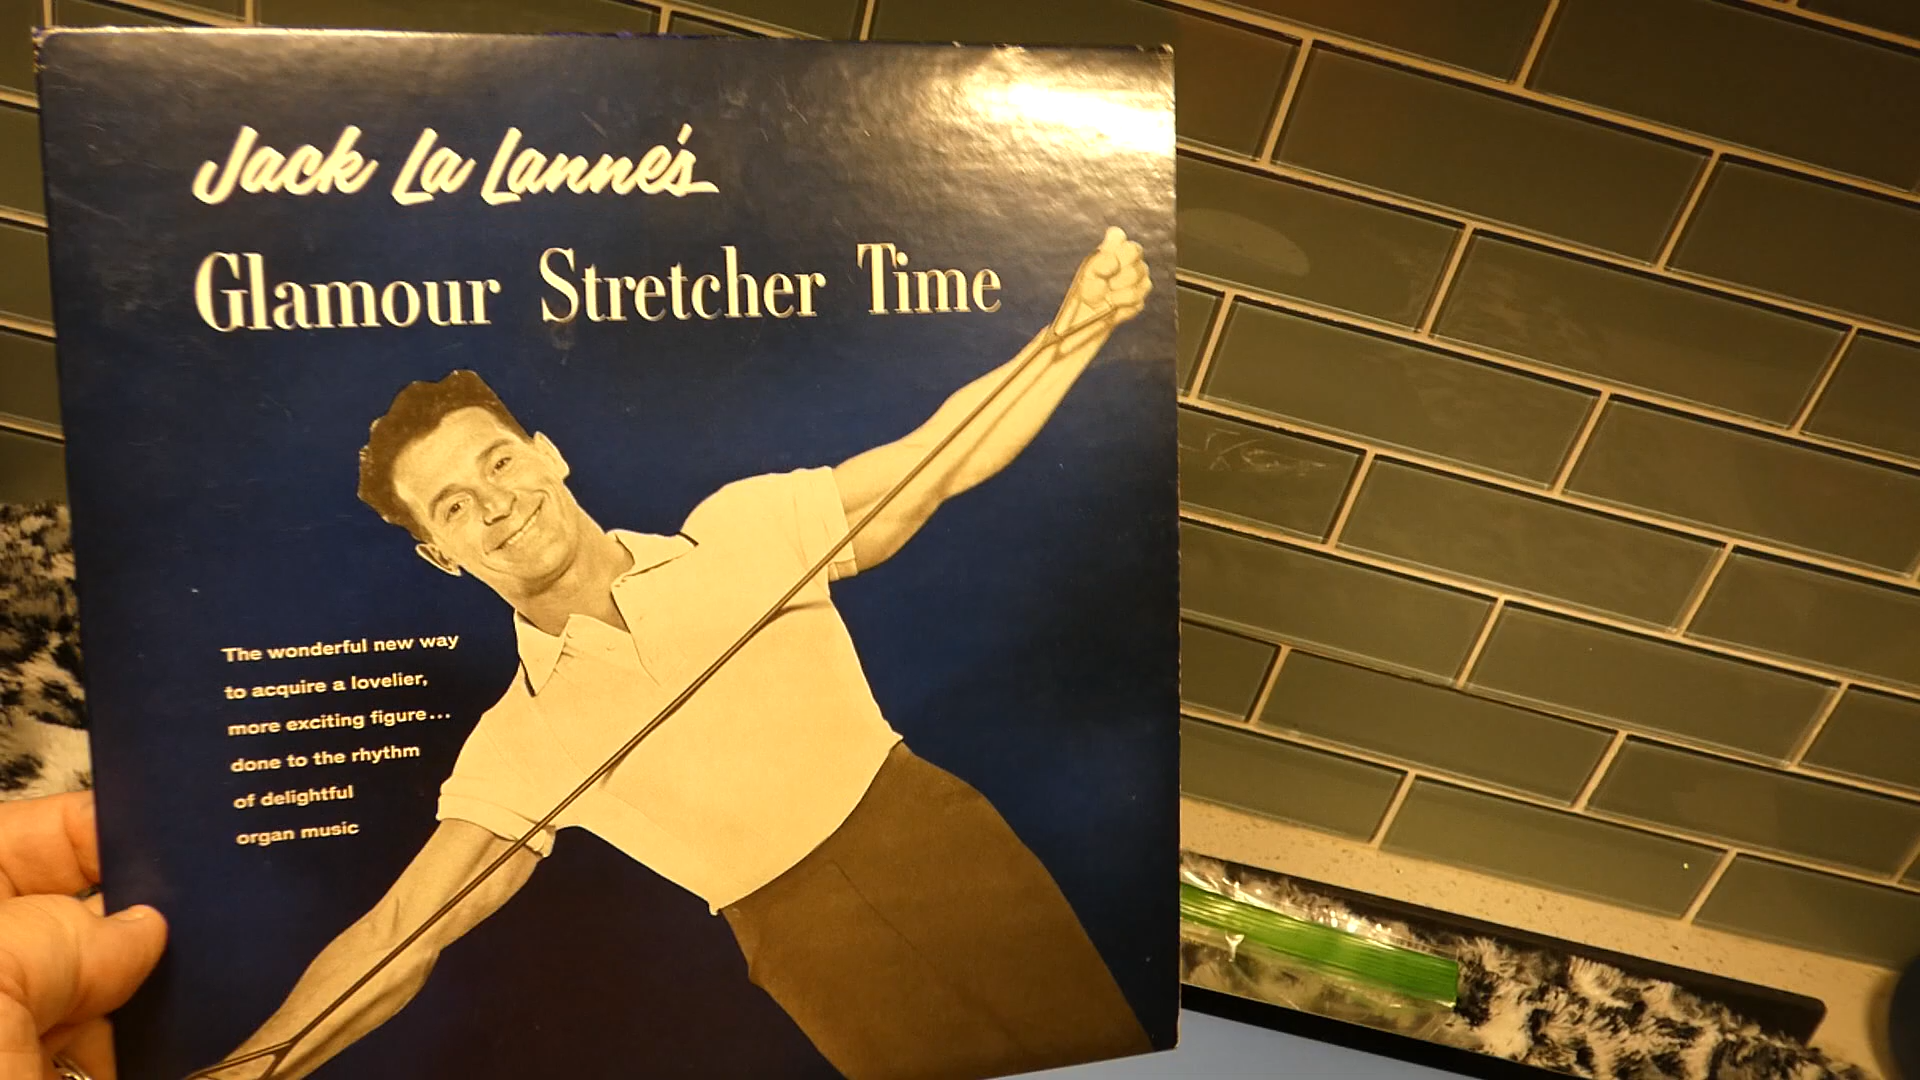 Jack La Lanne's
Glamour Stretcher Time
The wonderful new way
to acquire a lovelier,
more exciting figure...
done to the rhythm
of delightful
organ music